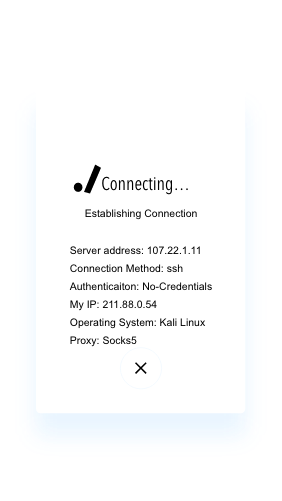 Connecting...
Establishing Connection
Server address: 107.22.1.11
Connection Method: ssh
Authenticaiton: No-Credentials
My IP: 211.88.0.54
Operating System: Kali Linux
Proxy: Socks5